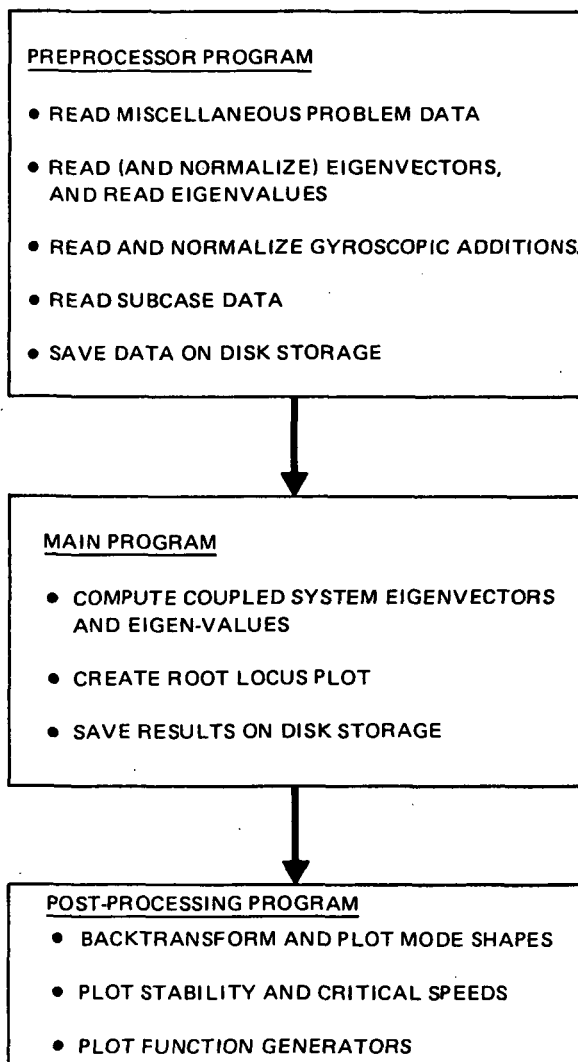 PREPROCESSOR PROGRAM
• READ MISCELLANEOUS PROBLEM DATA
• READ (AND NORMALIZE) EIGENVECTORS,
AND READ EIGENVALUES
• READ AND NORMALIZE GYROSCOPIC ADDITIONS.
• READ SUBCASE DATA
• SAVE DATA ON DISK STORAGE
MAIN PROGRAM
• COMPUTE COUPLED SYSTEM EIGENVECTORS
AND EIGEN-VALUES
• CREATE ROOT LOCUS PLOT
• SAVE RESULTS ON DISK STORAGE
POST-PROCESSING PROGRAM
• BACKTRANSFORM AND PLOT MODE SHAPES
• PLOT STABILITY AND CRITICAL SPEEDS
• PLOT FUNCTION GENERATORS